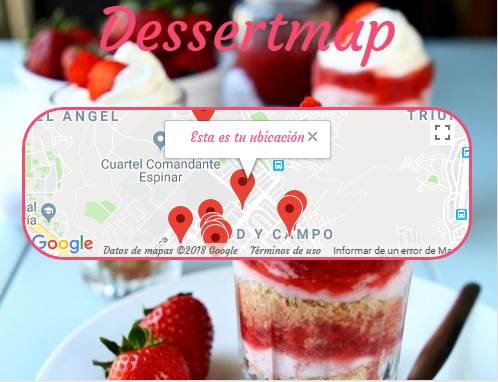 Dessertmap
EL ANGEL
Esta es tu ubicación
Cuartel Comandante
Espinar
D Y CAMPO
Google
Datos de mapas ©2018 Google
Términos de uso
Informar de un error de Ma